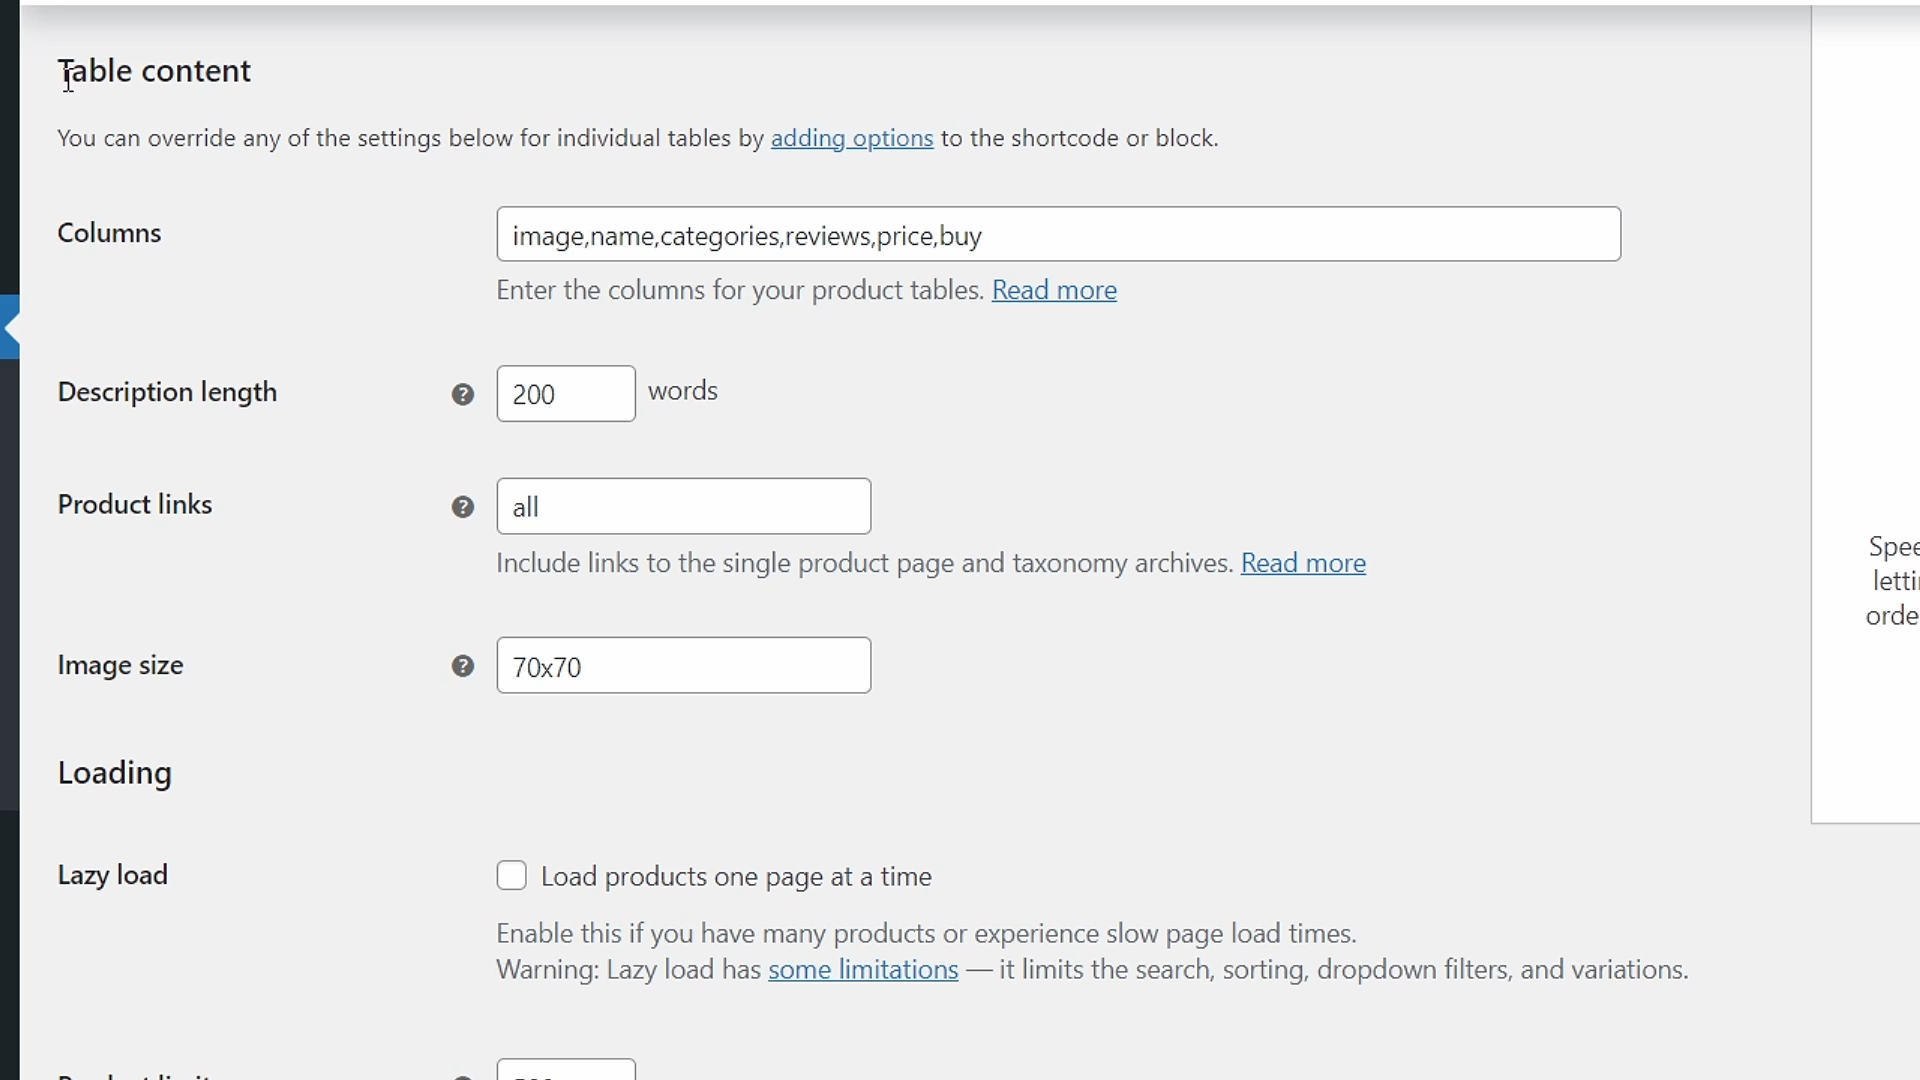 Table content
You can override any of the settings below for individual tables by adding options to the shortcode or block.
Columns
image,name,categories,reviews,price,buy
Enter the columns for your product tables. Read more
Description length
200 words
Product links
all
Include links to the single product page and taxonomy archives. Read more
Image size
70x70
Loading
Lazy load
Load products one page at a time
Enable this if you have many products or experience slow page load times.
Warning: Lazy load has some limitations — it limits the search, sorting, dropdown filters, and variations.